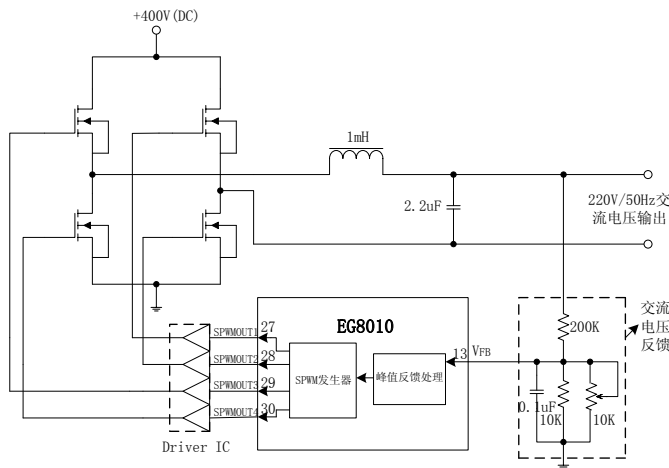 +400V(DC)
1mH
2.2uF
220V/50Hz交
流电压输出
EG8010
SPWMOUT1 27
SPWMOUT2 28
SPWMOUT3 29
SPWMOUT4 30
SPWM发生器
峰值反馈处理
13 VFB
200K
交流
电压
反馈
0.1uF
10K
10K
Driver IC